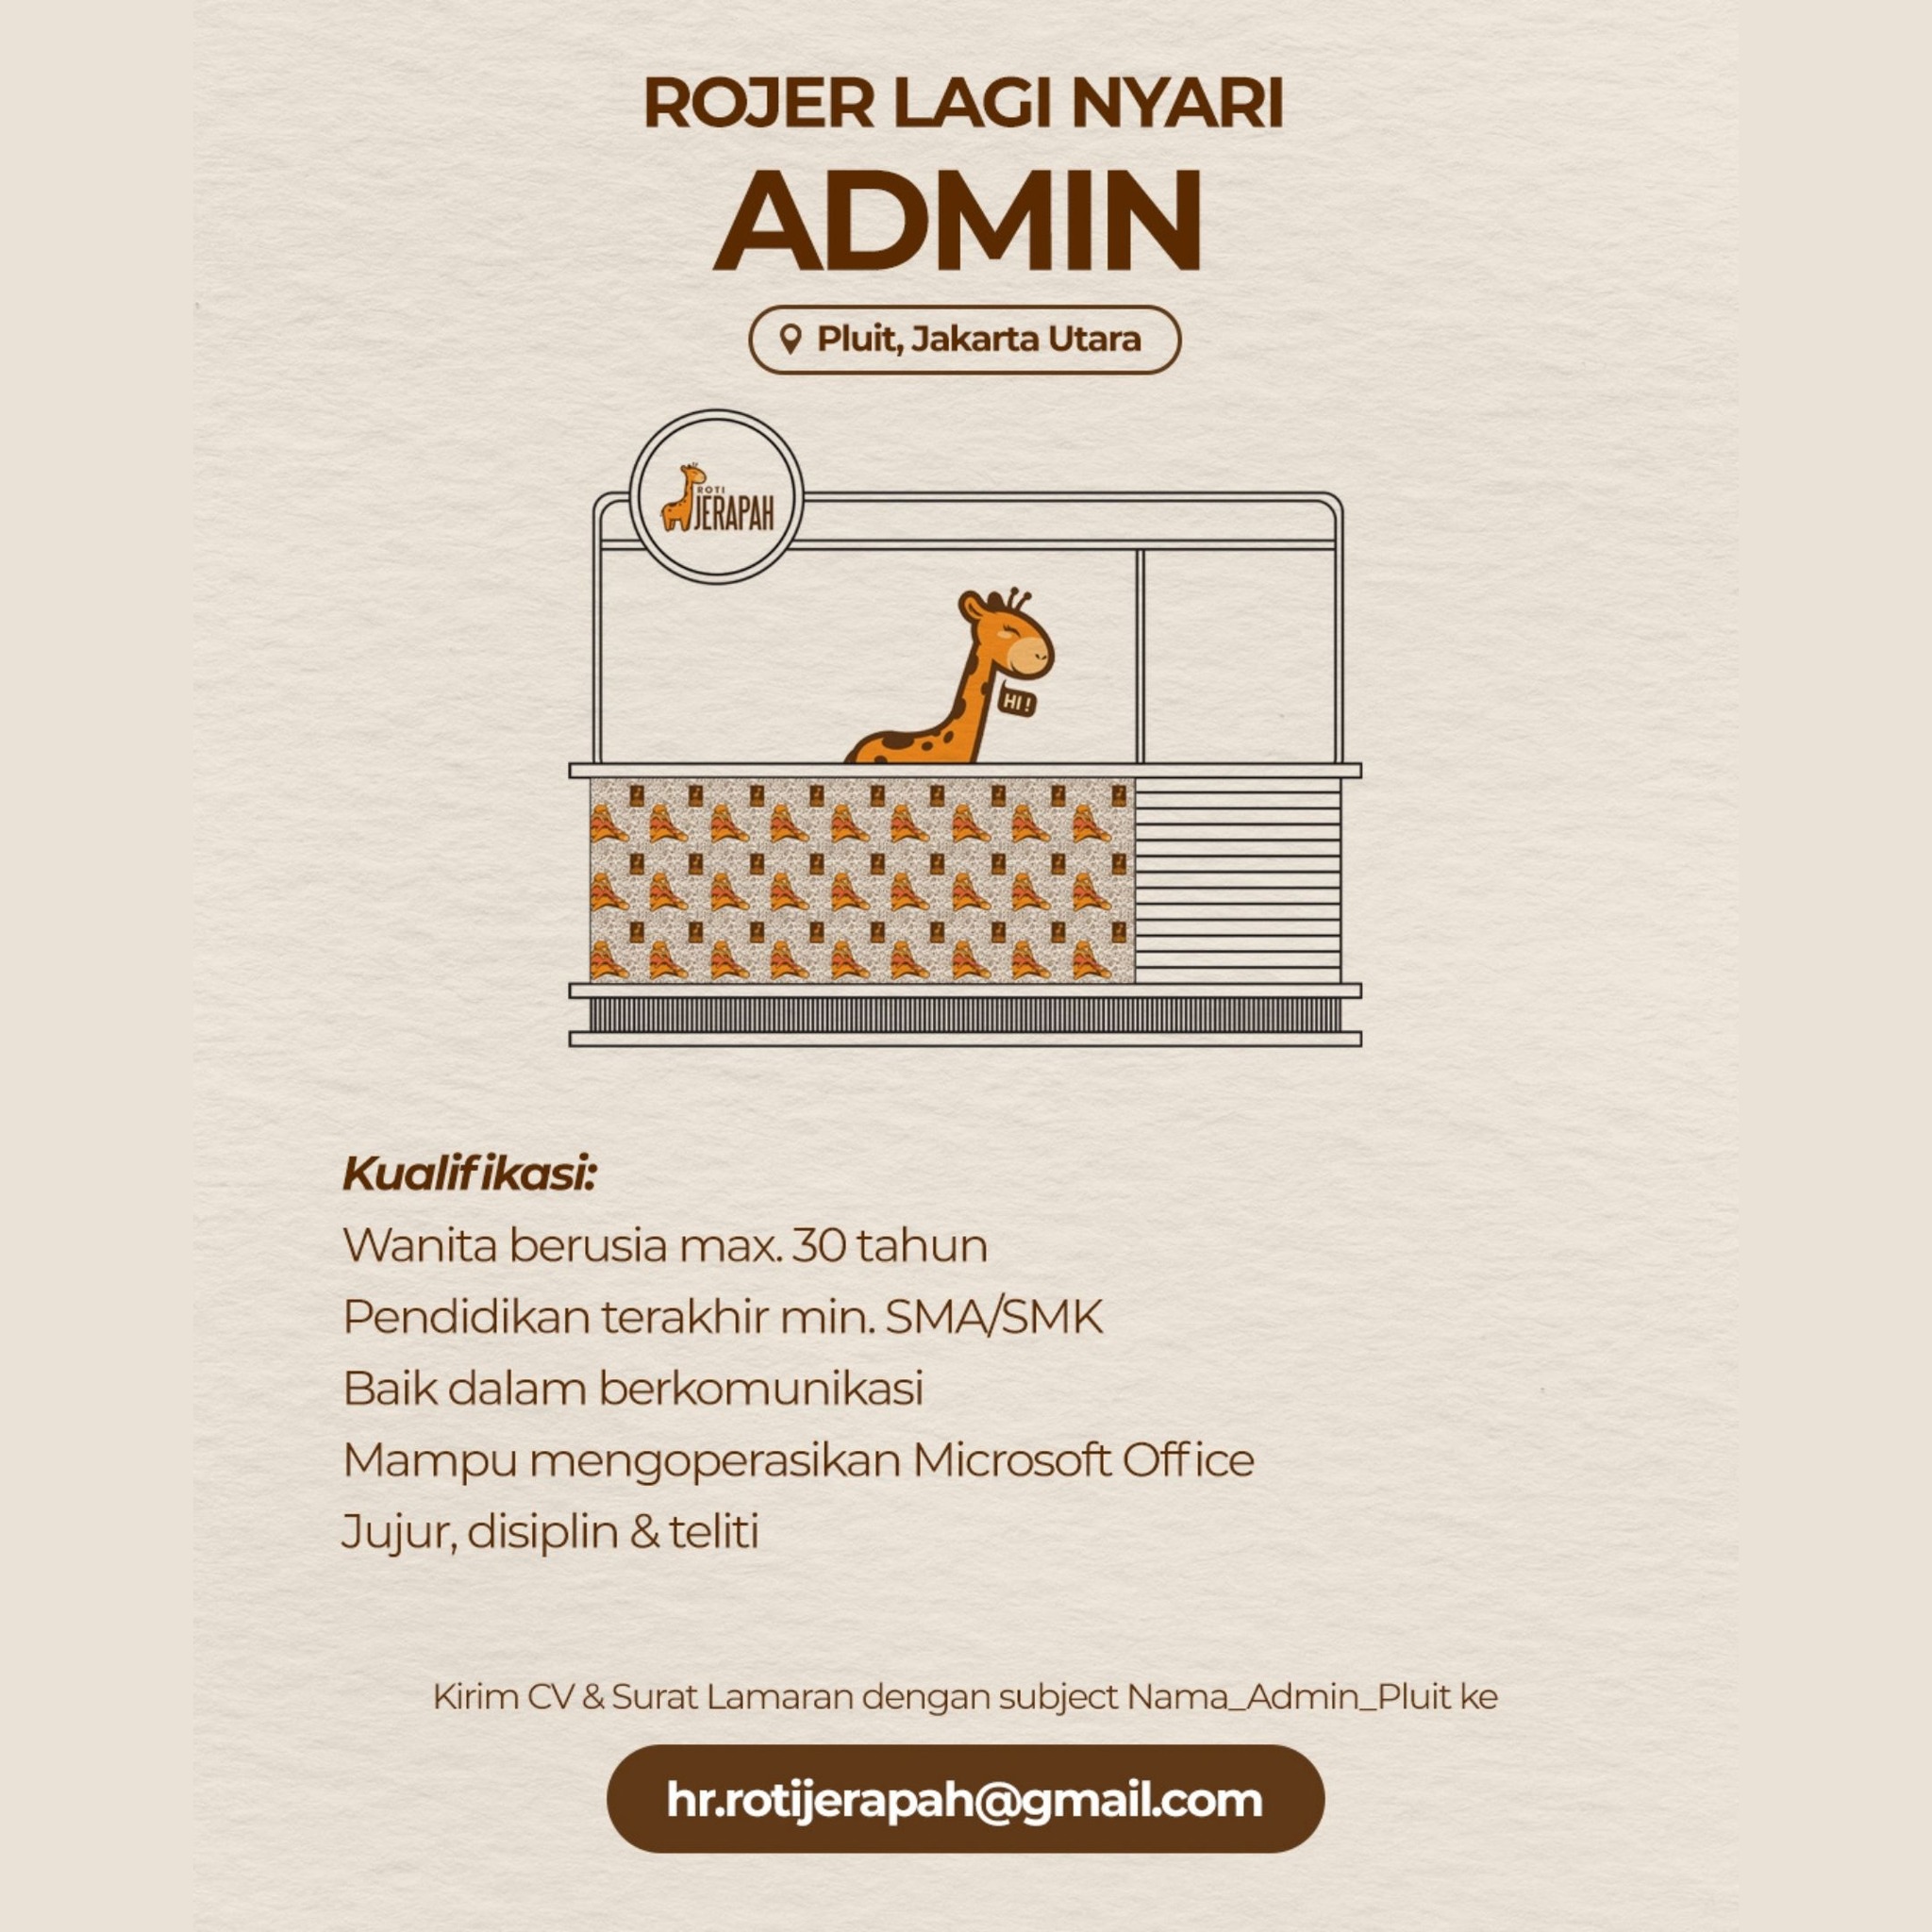 ROJER LAGI NYARI
ADMIN
Pluit, Jakarta Utara
ROTI
JERAPAH
HI !
Kualifikasi:
Wanita berusia max. 30 tahun
Pendidikan terakhir min. SMA/SMK
Baik dalam berkomunikasi
Mampu mengoperasikan Microsoft Office
Jujur, disiplin & teliti
Kirim CV & Surat Lamaran dengan subject Nama_Admin_Pluit ke
hr.rotijerapah@gmail.com